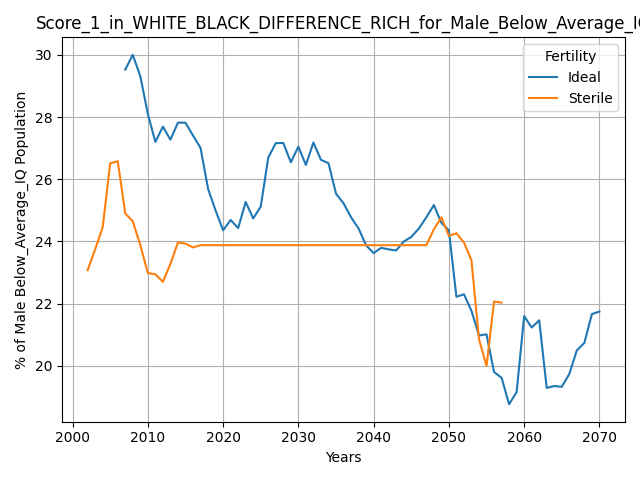 Score_1_in_WHITE_BLACK_DIFFERENCE_RICH_for_Male_Below_Average_IQ
Fertility
Ideal
Sterile
% of Male Below_Average_IQ Population
30
28
26
24
22
20
2000 2010 2020 2030 2040 2050 2060 2070
Years